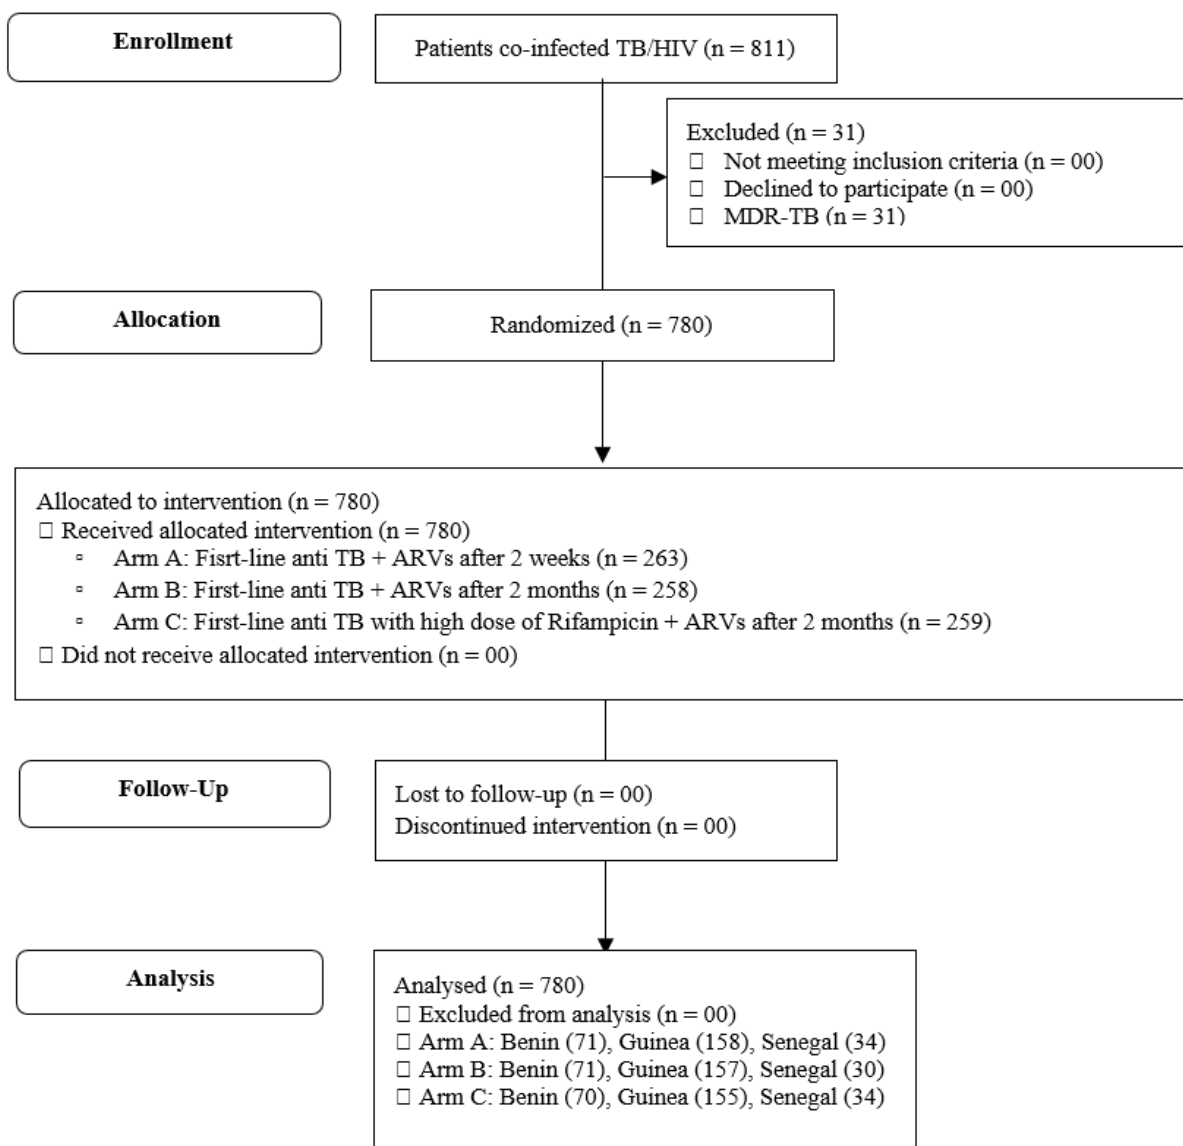 Enrollment
Patients co-infected TB/HIV (n = 811)
Excluded (n = 31)
☐ Not meeting inclusion criteria (n = 00)
☐ Declined to participate (n = 00)
☐ MDR-TB (n = 31)
Allocation
Randomized (n = 780)
Allocated to intervention (n = 780)
☐ Received allocated intervention (n = 780)
▫ Arm A: Fisrt-line anti TB + ARVs after 2 weeks (n = 263)
▫ Arm B: First-line anti TB + ARVs after 2 months (n = 258)
▫ Arm C: First-line anti TB with high dose of Rifampicin + ARVs after 2 months (n = 259)
☐ Did not receive allocated intervention (n = 00)
Follow-Up
Lost to follow-up (n = 00)
Discontinued intervention (n = 00)
Analysis
Analysed (n = 780)
☐ Excluded from analysis (n = 00)
☐ Arm A: Benin (71), Guinea (158), Senegal (34)
☐ Arm B: Benin (71), Guinea (157), Senegal (30)
☐ Arm C: Benin (70), Guinea (155), Senegal (34)